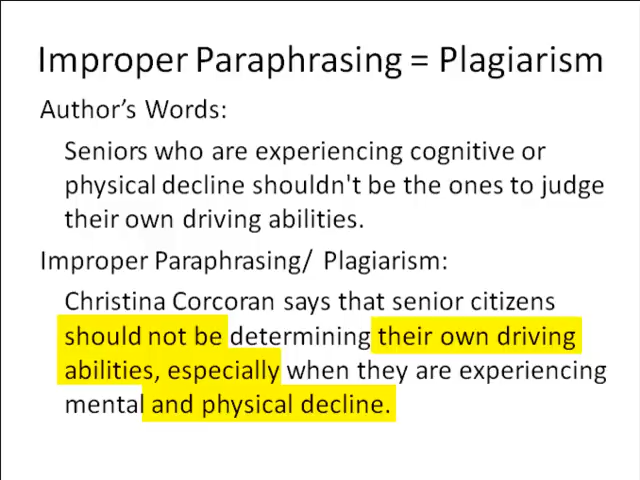 Improper Paraphrasing = Plagiarism
Author's Words:
Seniors who are experiencing cognitive or
physical decline shouldn't be the ones to judge
their own driving abilities.
Improper Paraphrasing/ Plagiarism:
Christina Corcoran says that senior citizens
should not be determining their own driving
abilities, especially when they are experiencing
mental and physical decline.